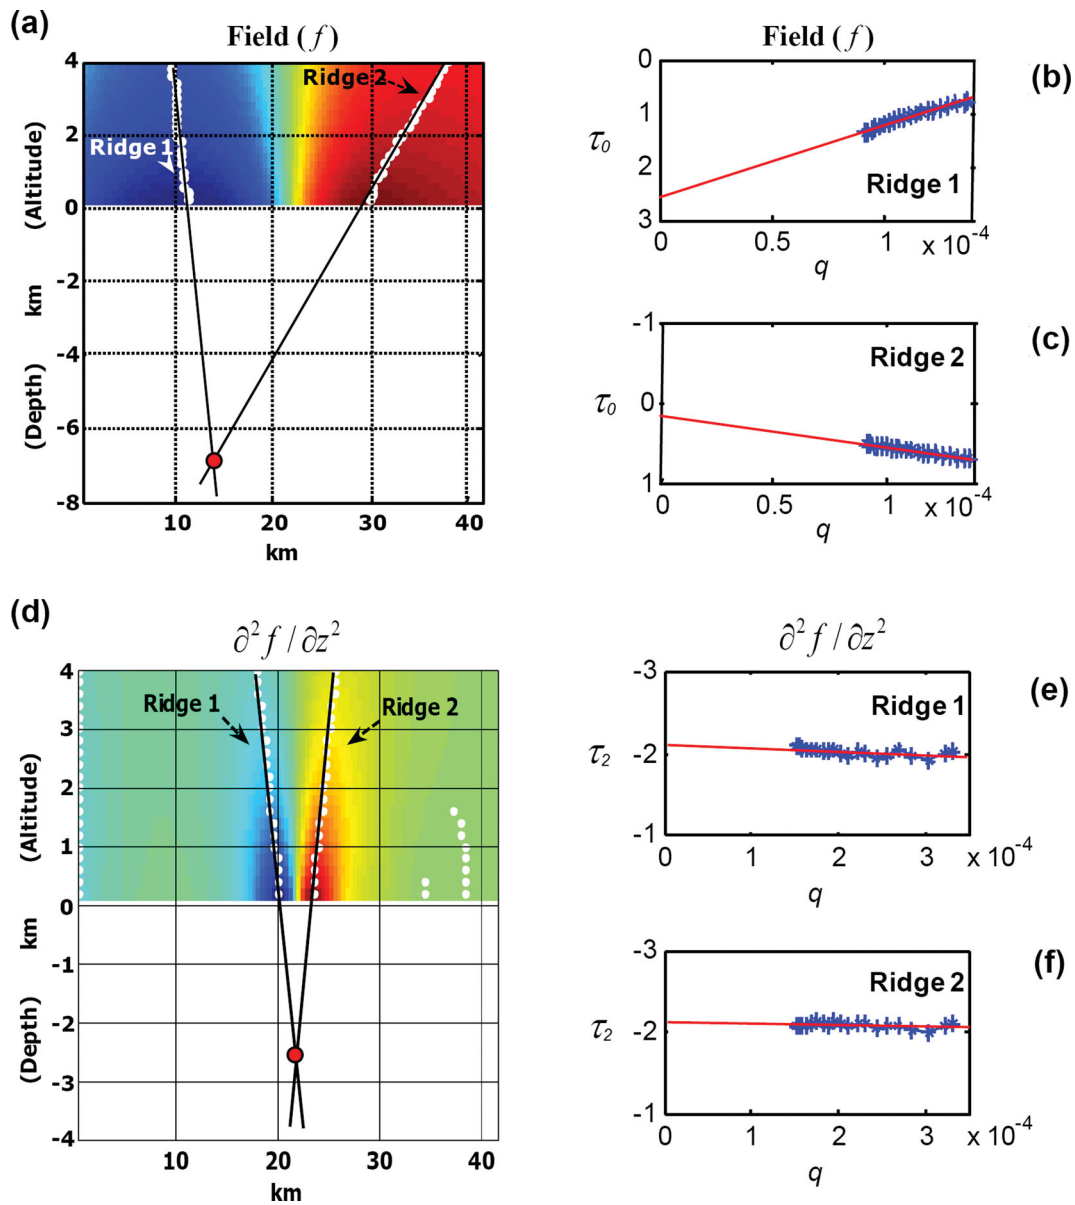 (a)
Field (f)
4
2
0
-2
-4
-6
-8
(Altitude)
km
(Depth)
Ridge 1
Ridge 2
10 20 30 40
km
Field (f)
(b)
0
1
2
3
τ0
Ridge 1
0 0.5 1 x 10-4
q
(c)
-1
0
1
τ0
Ridge 2
0 0.5 1 x 10-4
q
(d)
∂2 f / ∂z2
4
3
2
1
0
-1
-2
-3
-4
(Altitude)
km
(Depth)
Ridge 1
Ridge 2
10 20 30 40
km
∂2 f / ∂z2
(e)
-3
-2
-1
τ2
Ridge 1
0 1 2 3 x 10-4
q
(f)
-3
-2
-1
τ2
Ridge 2
0 1 2 3 x 10-4
q